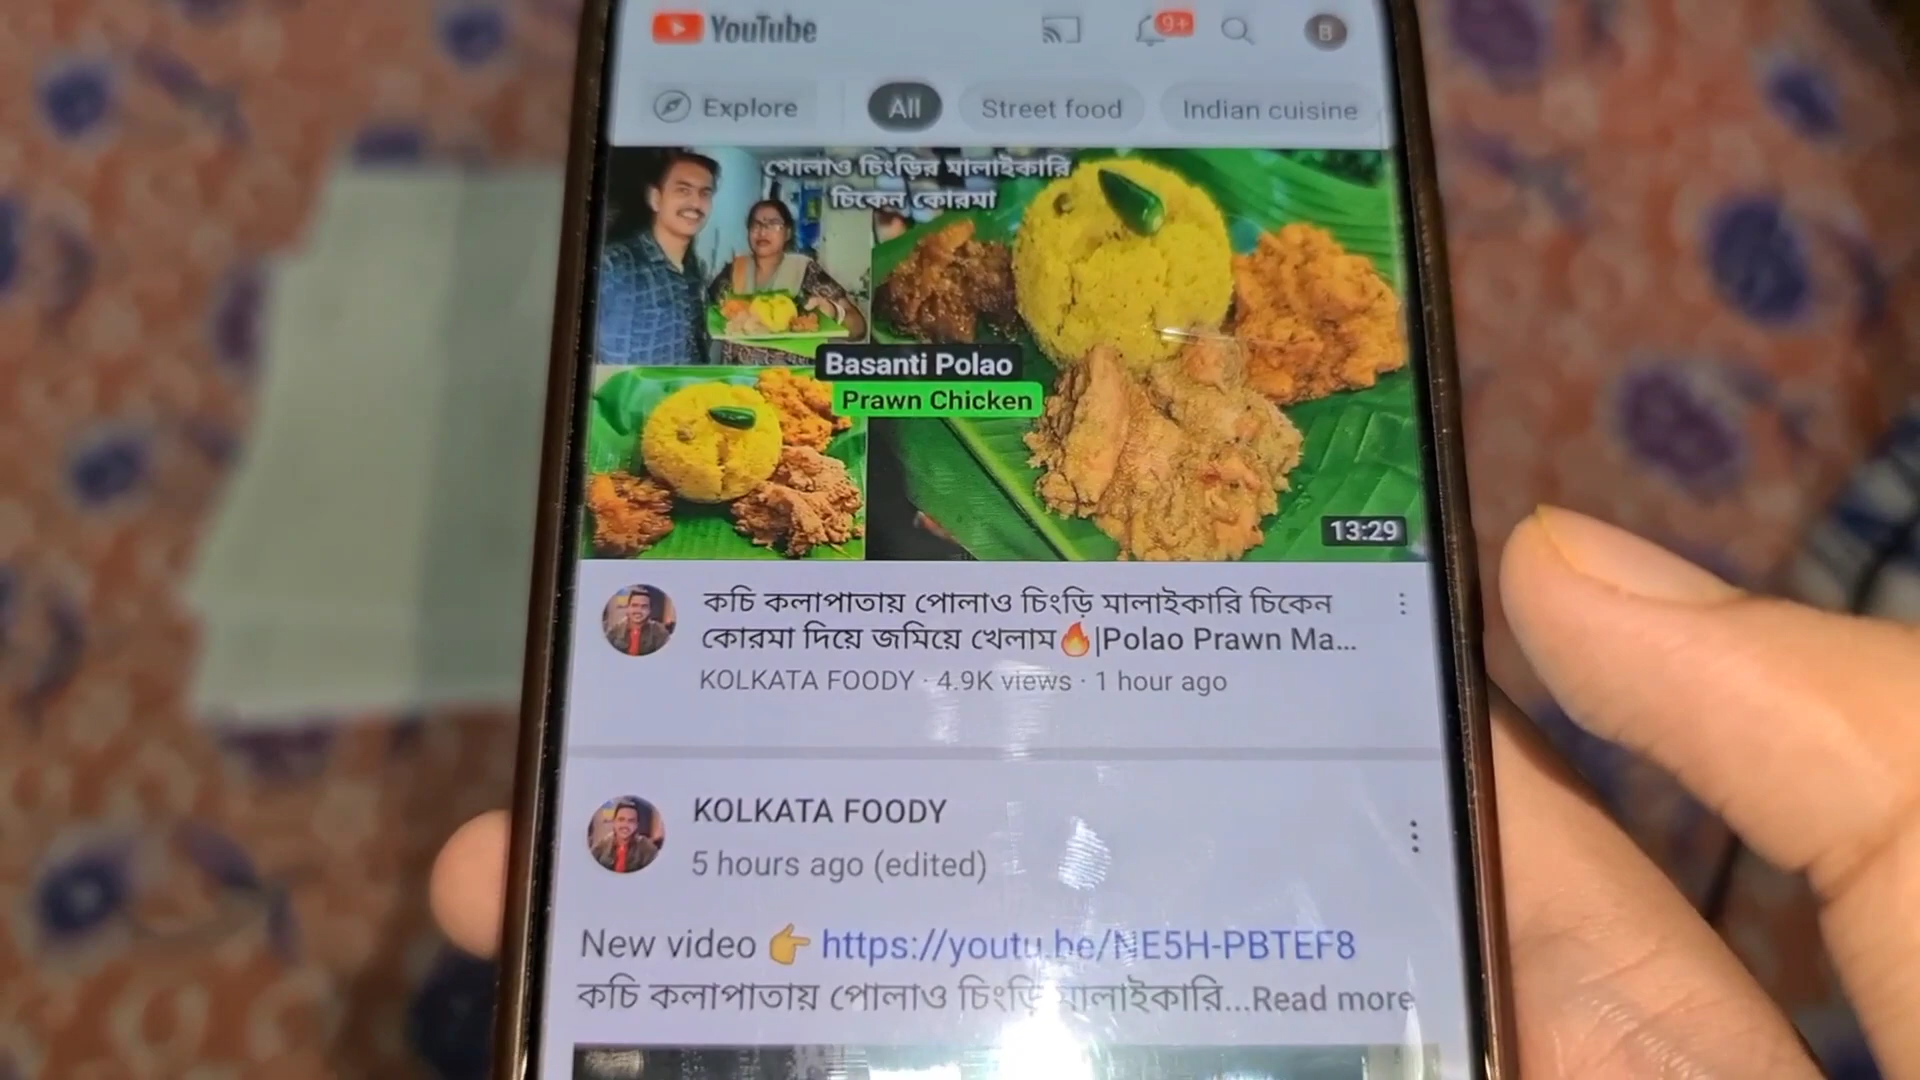 YouTube
9+
B
Explore
All
Street food
Indian cuisine
পোলাও চিংড়ির মালাইকারি
চিকেন কোরমা
Basanti Polao
Prawn Chicken
13:29
কচি কলাপাতায় পোলাও চিংড়ি মালাইকারি চিকেন
কোরমা দিয়ে জমিয়ে খেলাম🔥|Polao Prawn Ma...
KOLKATA FOODY · 4.9K views · 1 hour ago
KOLKATA FOODY
5 hours ago (edited)
New video 👉 https://youtu.be/NE5H-PBTEF8
কচি কলাপাতায় পোলাও চিংড়ি মালাইকারি...Read more